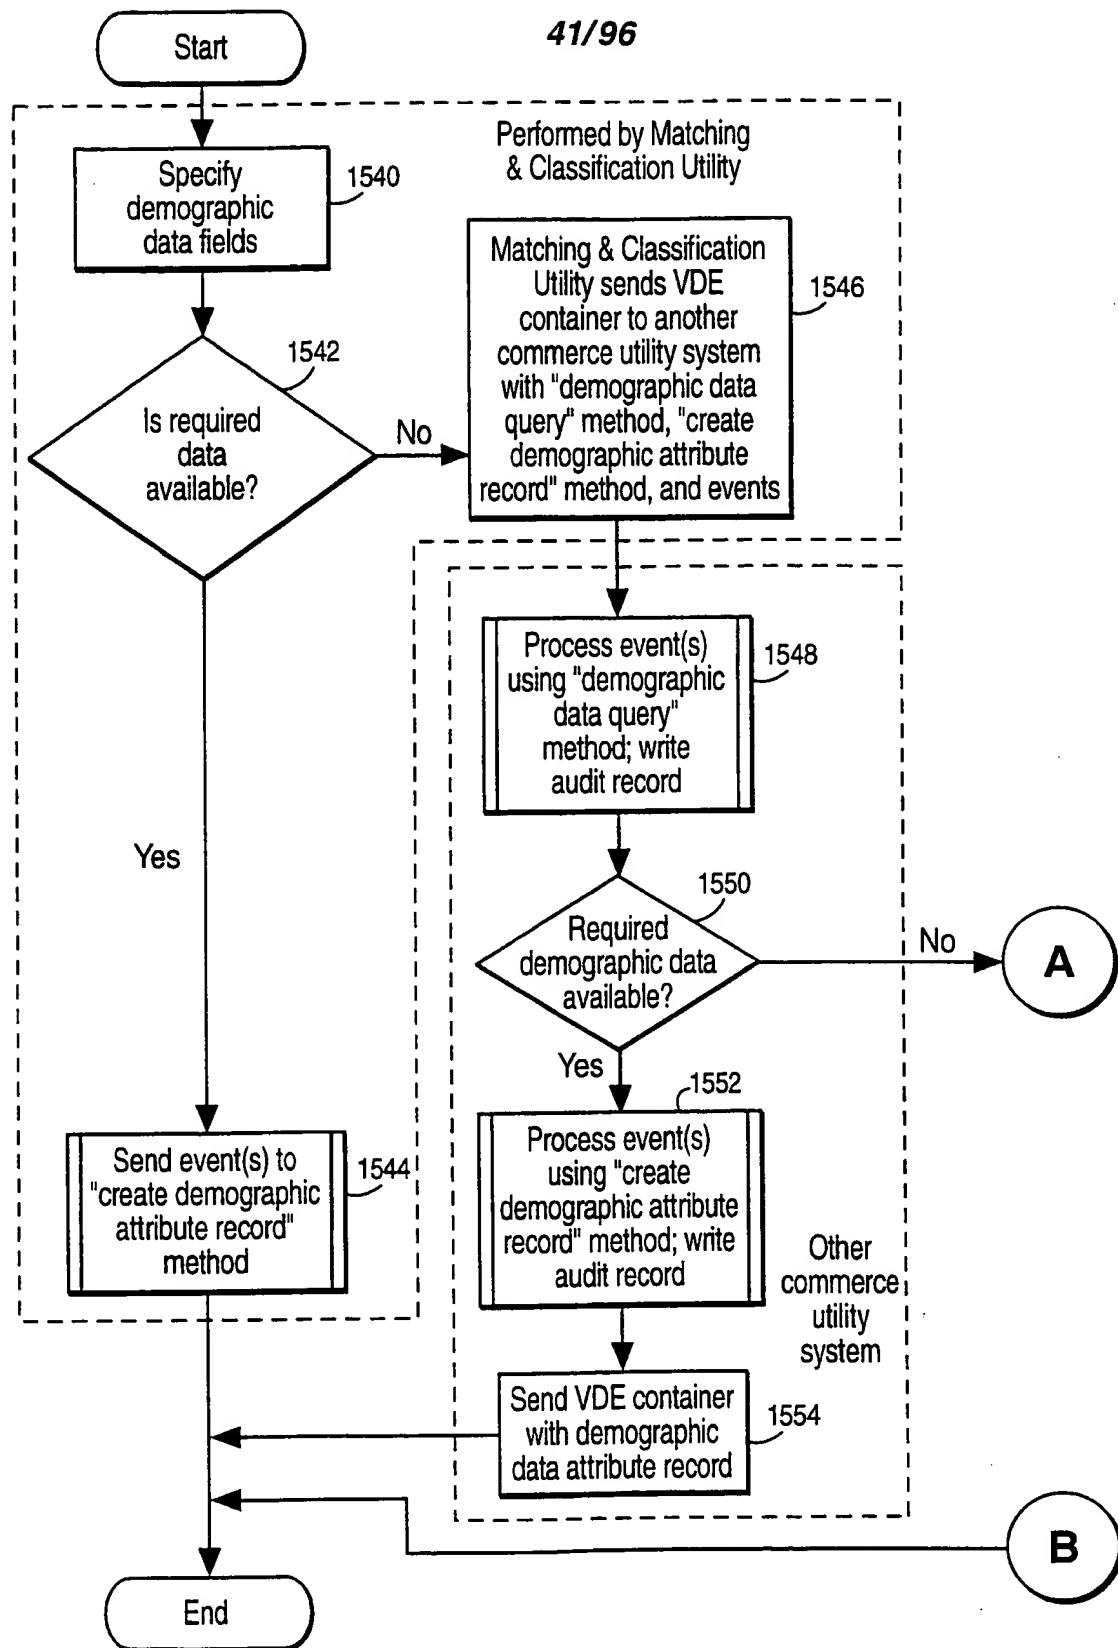 41/96
Start
Performed by Matching
& Classification Utility
Specify
demographic
data fields
1540
Matching & Classification
Utility sends VDE
container to another
commerce utility system
with "demographic data
query" method, "create
demographic attribute
record" method, and events
1546
1542
Is required
data
available?
No
Process event(s)
using "demographic
data query"
method; write
audit record
1548
Yes
1550
Required
demographic data
available?
No
A
Yes
1552
Process event(s)
using "create
demographic attribute
record" method; write
audit record
Send event(s) to
"create demographic
attribute record"
method
1544
Other
commerce
utility
system
Send VDE container
with demographic
data attribute record
1554
B
End